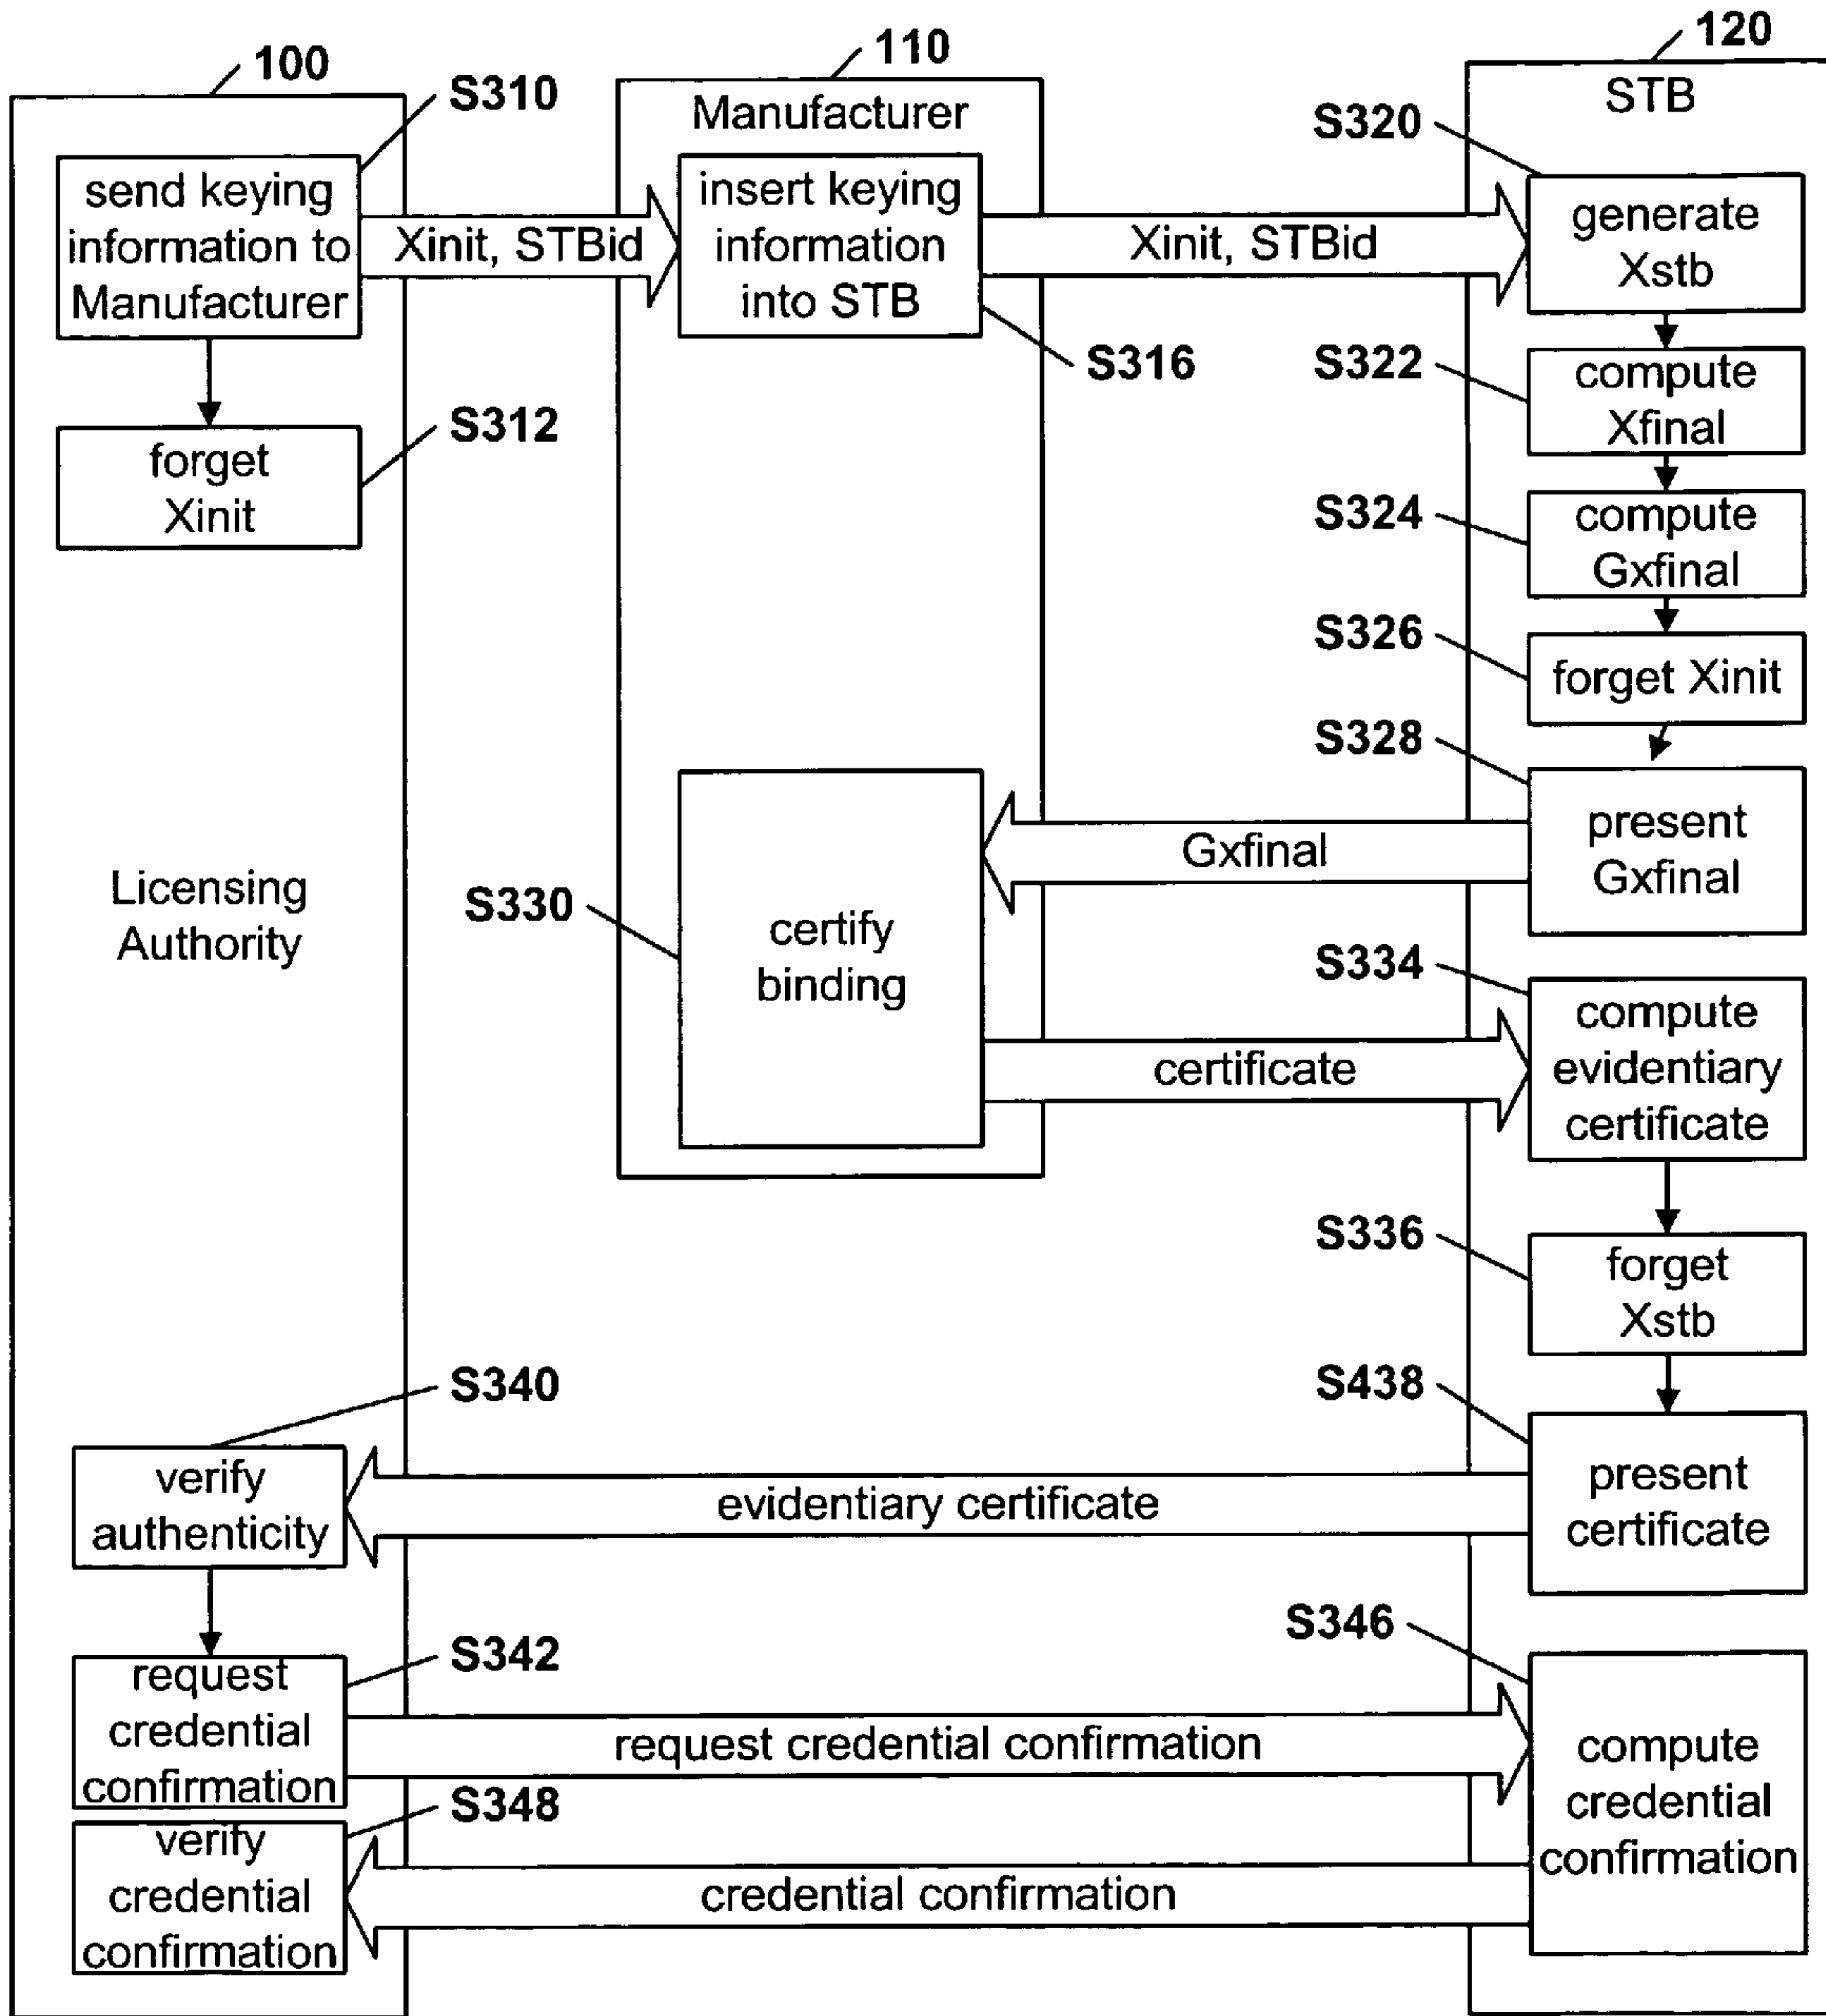 100
110
120
S310
Manufacturer
STB
S320
send keying
information to
Manufacturer
Xinit, STBid
insert keying
information
into STB
Xinit, STBid
generate
Xstb
S316
S322
compute
Xfinal
S312
forget
Xinit
S324
compute
Gxfinal
S326
forget Xinit
S328
present
Gxfinal
Gxfinal
Licensing
Authority
S330
certify
binding
S334
compute
evidentiary
certificate
certificate
S336
forget
Xstb
S340
S438
verify
authenticity
evidentiary certificate
present
certificate
S346
S342
request
credential
confirmation
request credential confirmation
compute
credential
confirmation
S348
verify
credential
confirmation
credential confirmation